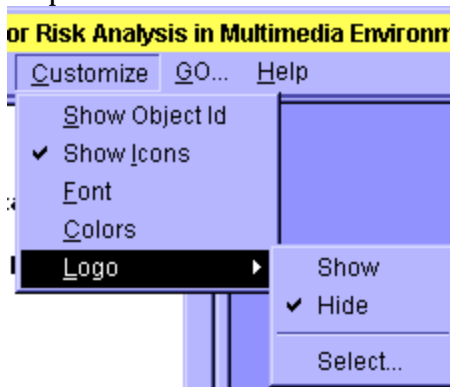 or Risk Analysis in Multimedia Environm
Customize GO... Help
Show Object Id
Show Icons
Font
Colors
Logo
Show
Hide
Select...